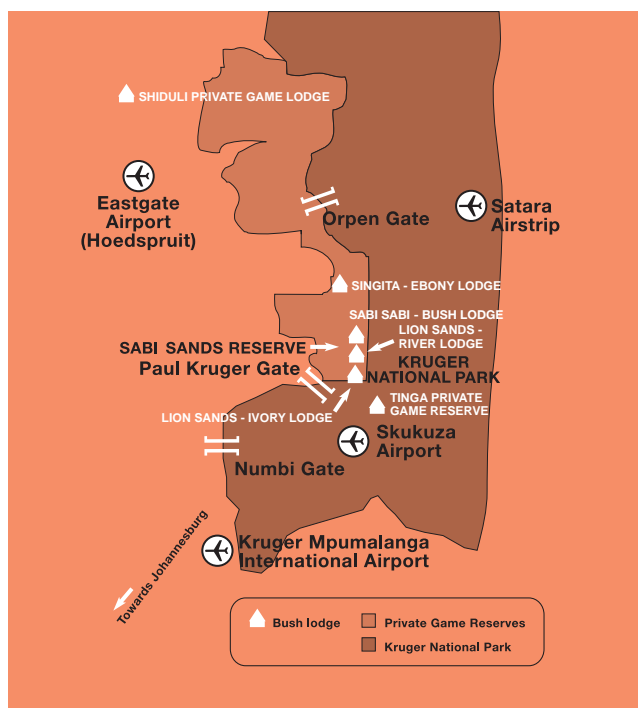 SHIDULI PRIVATE GAME LODGE
Eastgate
Airport
(Hoedspruit)
Orpen Gate
Satara
Airstrip
SINGITA - EBONY LODGE
SABI SABI - BUSH LODGE
LION SANDS -
RIVER LODGE
SABI SANDS RESERVE
Paul Kruger Gate
KRUGER
NATIONAL PARK
TINGA PRIVATE
GAME RESERVE
LION SANDS - IVORY LODGE
Skukuza
Airport
Numbi Gate
Kruger Mpumalanga
International Airport
Towards Johannesburg
Bush lodge
Private Game Reserves
Kruger National Park